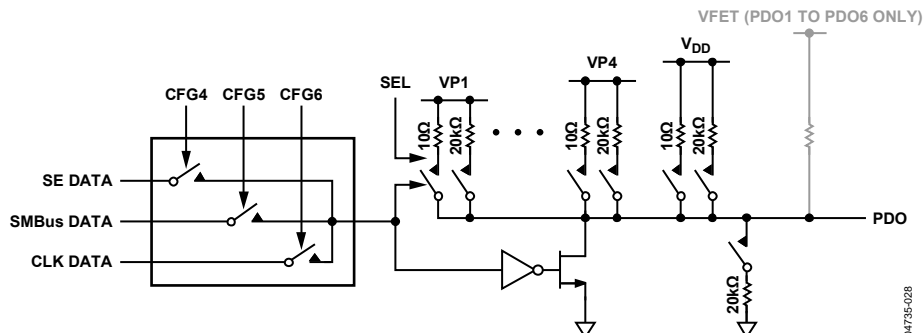 VFET (PDO1 TO PDO6 ONLY)
VDD
CFG4 CFG5 CFG6
SEL
VP1
VP4
10Ω
20kΩ
10Ω
20kΩ
10Ω
20kΩ
SE DATA
SMBus DATA
CLK DATA
PDO
20kΩ
04735-028